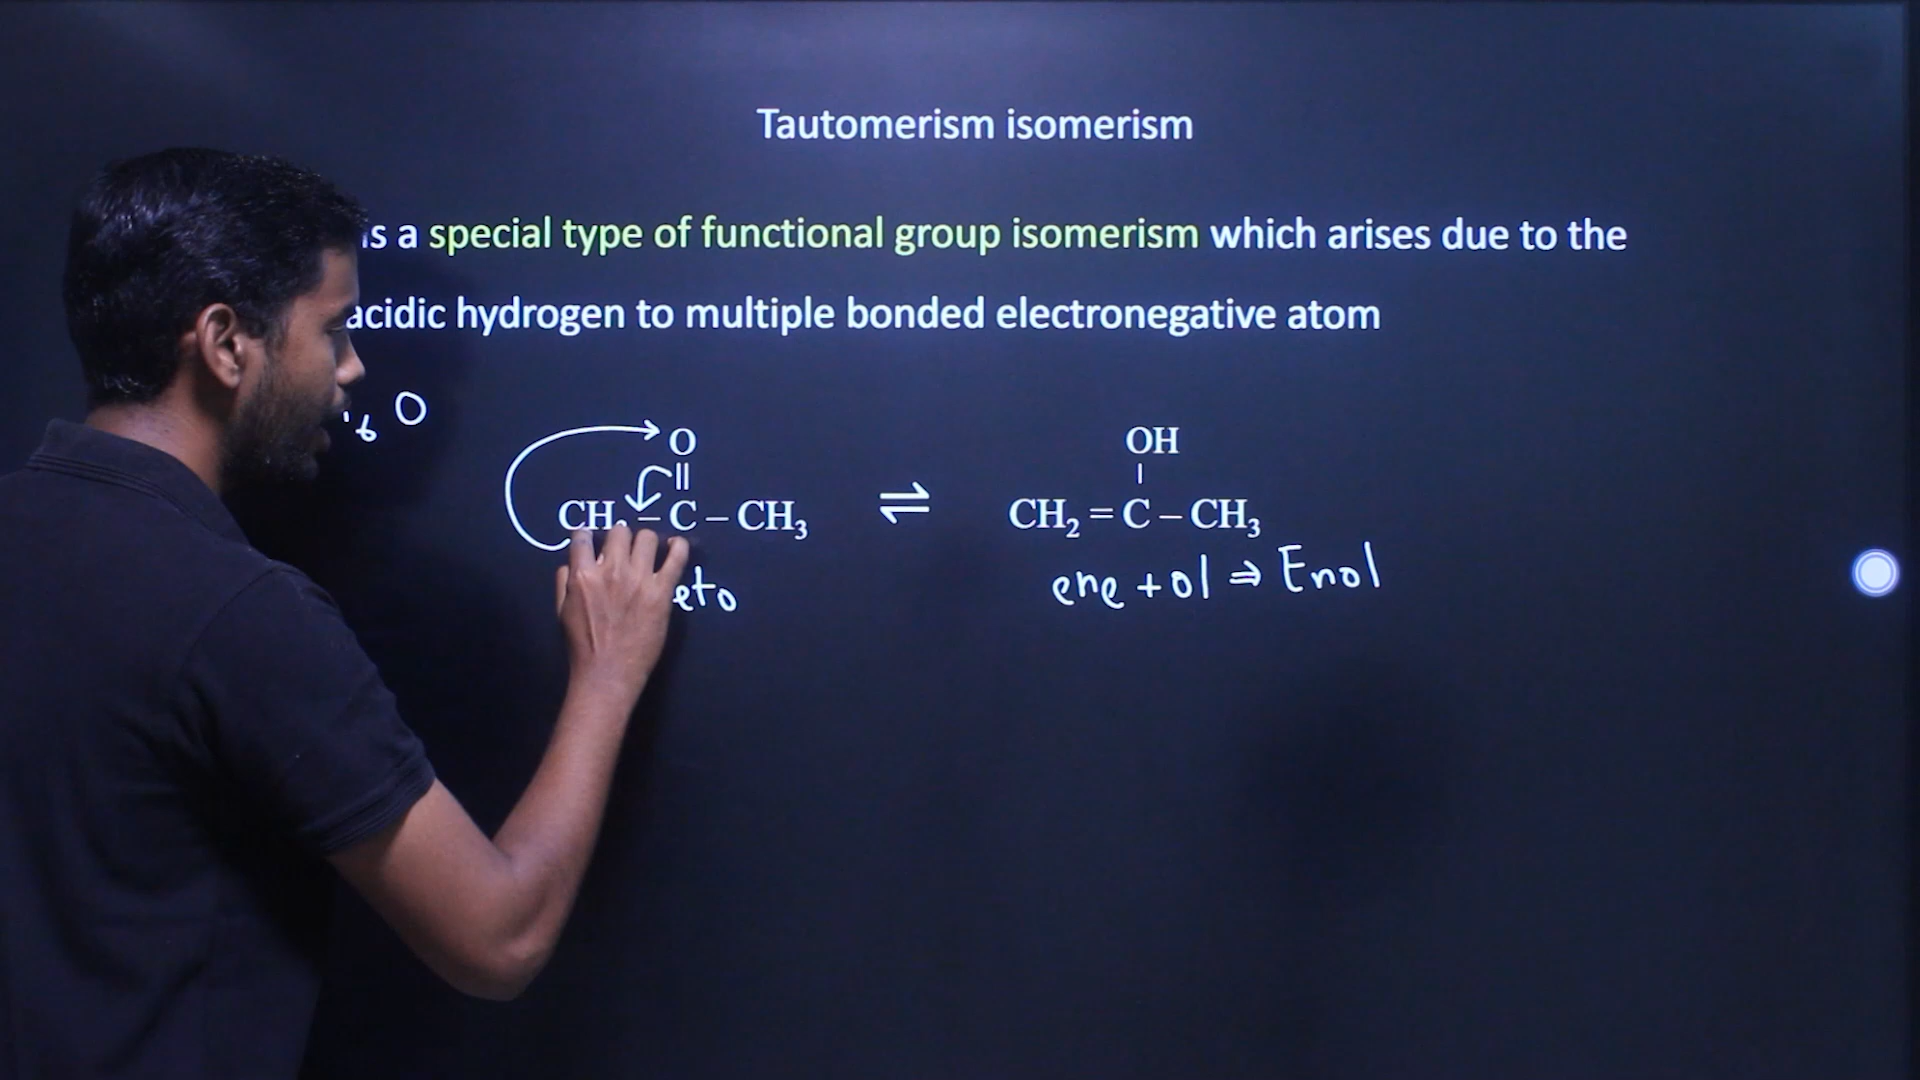 Tautomerism isomerism
is a special type of functional group isomerism which arises due to the
acidic hydrogen to multiple bonded electronegative atom
O
O OH
CH – C – CH₃ ⇌ CH₂ = C – CH₃
eto ene + ol ⇒ Enol